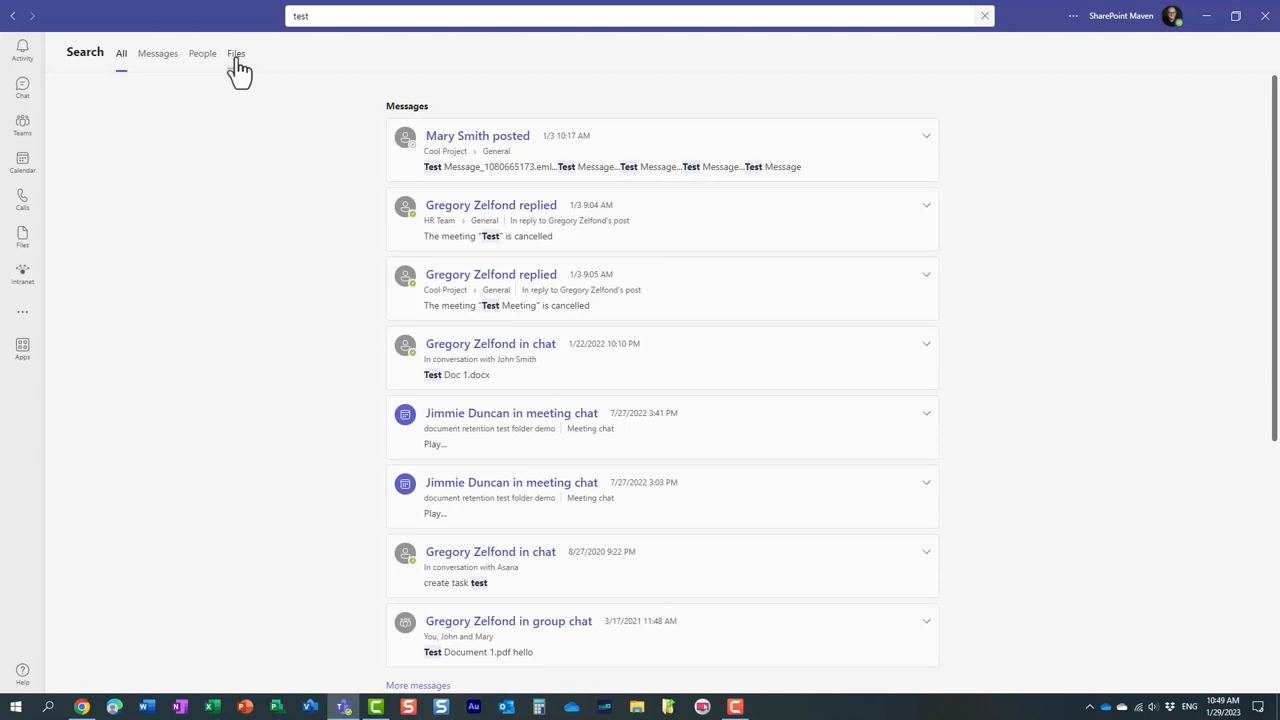 test
SharePoint Maven
Search
All
Messages
People
Files
Activity
Chat
Teams
Calendar
Calls
Files
Intranet
Apps
Help
Messages
Mary Smith posted 1/3 10:17 AM
Cool Project > General
Test Message_1080665173.eml...Test Message...Test Message...Test Message...Test Message
Gregory Zelfond replied 1/3 9:04 AM
HR Team > General | In reply to Gregory Zelfond's post
The meeting "Test" is cancelled
Gregory Zelfond replied 1/3 9:05 AM
Cool Project > General | In reply to Gregory Zelfond's post
The meeting "Test Meeting" is cancelled
Gregory Zelfond in chat 1/22/2022 10:10 PM
In conversation with John Smith
Test Doc 1.docx
Jimmie Duncan in meeting chat 7/27/2022 3:41 PM
document retention test folder demo | Meeting chat
Play...
Jimmie Duncan in meeting chat 7/27/2022 3:03 PM
document retention test folder demo | Meeting chat
Play...
Gregory Zelfond in chat 8/27/2020 9:22 PM
In conversation with Asana
create task test
Gregory Zelfond in group chat 3/17/2021 11:48 AM
You, John and Mary
Test Document 1.pdf hello
More messages
10:49 AM
ENG
1/29/2023